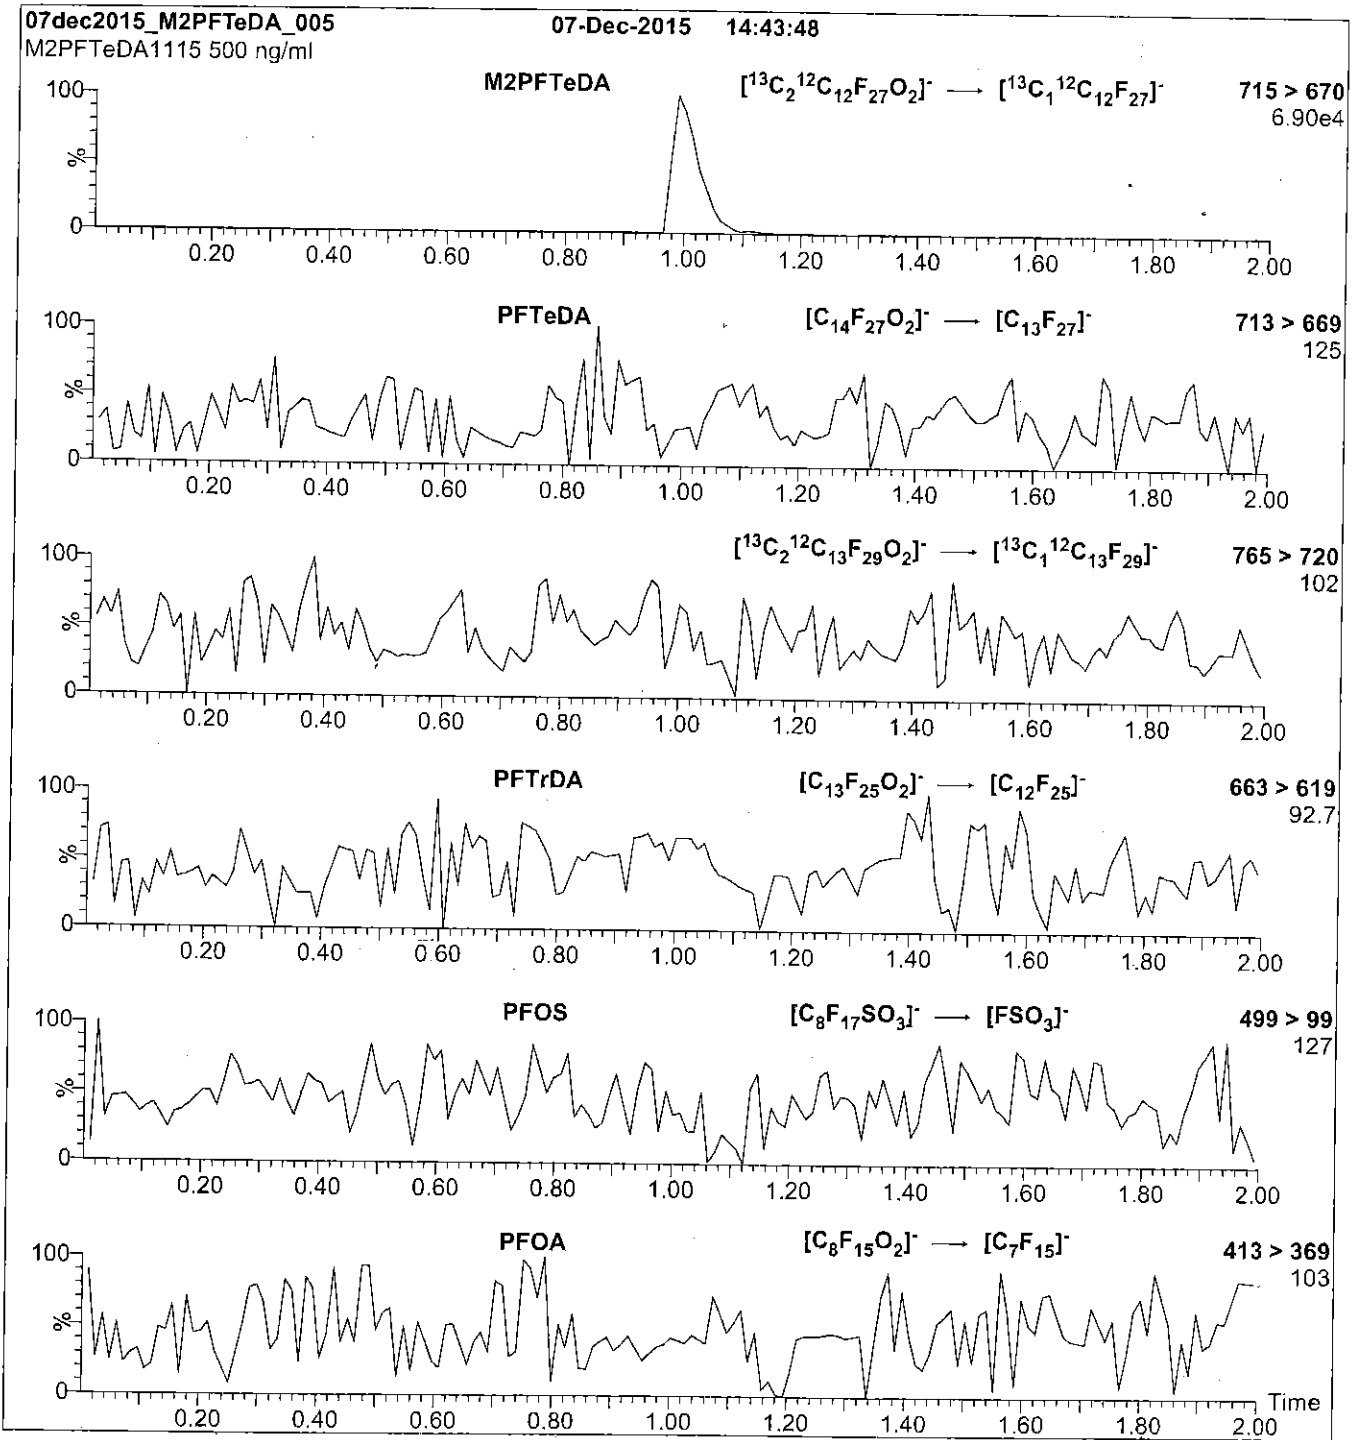 07dec2015_M2PFTeDA_005 07-Dec-2015 14:43:48
M2PFTeDA1115 500 ng/ml
M2PFTeDA [¹³C₂¹²C₁₂F₂₇O₂]⁻ → [¹³C₁¹²C₁₂F₂₇]⁻ 715 > 670
100 6.90e4
%
0
0.20 0.40 0.60 0.80 1.00 1.20 1.40 1.60 1.80 2.00
100 PFTeDA [C₁₄F₂₇O₂]⁻ → [C₁₃F₂₇]⁻ 713 > 669
125
%
0
0.20 0.40 0.60 0.80 1.00 1.20 1.40 1.60 1.80 2.00
100 [¹³C₂¹²C₁₃F₂₉O₂]⁻ → [¹³C₁¹²C₁₃F₂₉]⁻ 765 > 720
102
%
0
0.20 0.40 0.60 0.80 1.00 1.20 1.40 1.60 1.80 2.00
100 PFTrDA [C₁₃F₂₅O₂]⁻ → [C₁₂F₂₅]⁻ 663 > 619
92.7
%
0
0.20 0.40 0.60 0.80 1.00 1.20 1.40 1.60 1.80 2.00
100 PFOS [C₈F₁₇SO₃]⁻ → [FSO₃]⁻ 499 > 99
127
%
0
0.20 0.40 0.60 0.80 1.00 1.20 1.40 1.60 1.80 2.00
100 PFOA [C₈F₁₅O₂]⁻ → [C₇F₁₅]⁻ 413 > 369
103
%
0 Time
0.20 0.40 0.60 0.80 1.00 1.20 1.40 1.60 1.80 2.00